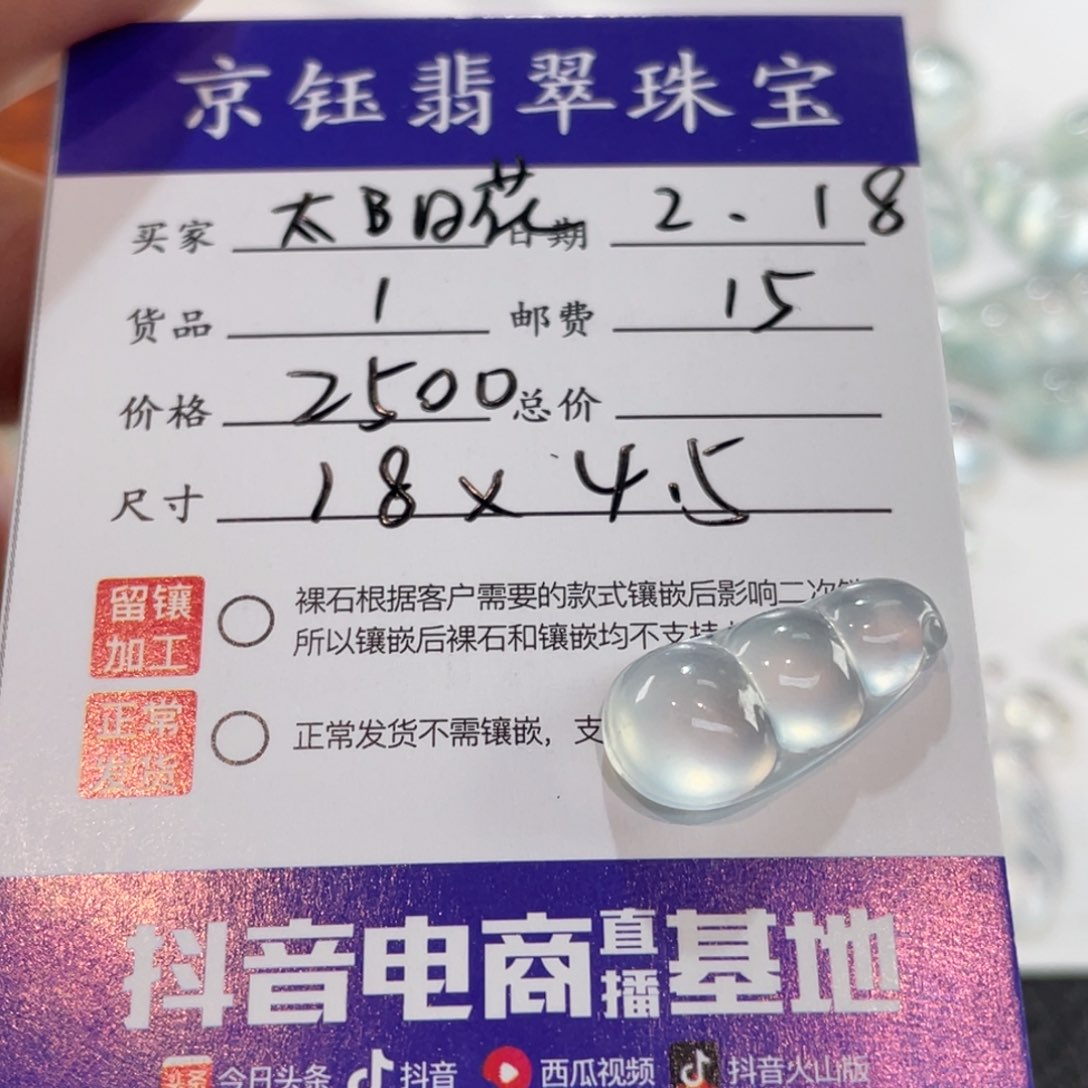 京钰翡翠珠宝
买家 太BB花 日期 2.18
货品 1 邮费 15
价格 2500 总价
尺寸 18x4.5
留镶加工 裸石根据客户需要的款式镶嵌后影响二次
所以镶嵌后裸石和镶嵌均不支持
正常发货 正常发货不需镶嵌，支
抖音电商直播基地
头条 今日头条 抖音 西瓜视频 抖音火山版